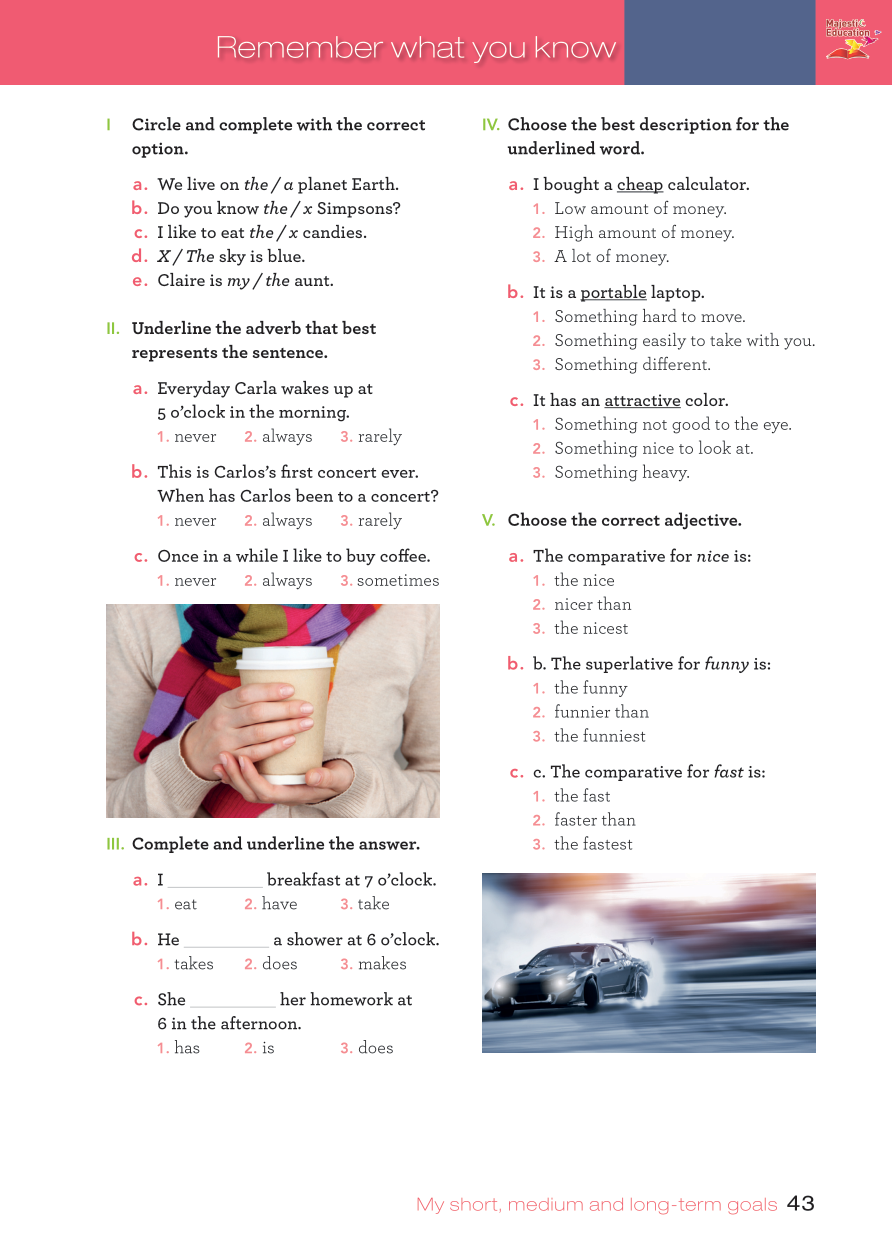 Remember what you know
Majestic
Education
I Circle and complete with the correct
option.
a. We live on the / a planet Earth.
b. Do you know the / x Simpsons?
c. I like to eat the / x candies.
d. X / The sky is blue.
e. Claire is my / the aunt.
II. Underline the adverb that best
represents the sentence.
a. Everyday Carla wakes up at
5 o’clock in the morning.
1. never 2. always 3. rarely
b. This is Carlos’s first concert ever.
When has Carlos been to a concert?
1. never 2. always 3. rarely
c. Once in a while I like to buy coffee.
1. never 2. always 3. sometimes
III. Complete and underline the answer.
a. I __________ breakfast at 7 o’clock.
1. eat 2. have 3. take
b. He _________ a shower at 6 o’clock.
1. takes 2. does 3. makes
c. She _________ her homework at
6 in the afternoon.
1. has 2. is 3. does
IV. Choose the best description for the
underlined word.
a. I bought a cheap calculator.
1. Low amount of money.
2. High amount of money.
3. A lot of money.
b. It is a portable laptop.
1. Something hard to move.
2. Something easily to take with you.
3. Something different.
c. It has an attractive color.
1. Something not good to the eye.
2. Something nice to look at.
3. Something heavy.
V. Choose the correct adjective.
a. The comparative for nice is:
1. the nice
2. nicer than
3. the nicest
b. b. The superlative for funny is:
1. the funny
2. funnier than
3. the funniest
c. c. The comparative for fast is:
1. the fast
2. faster than
3. the fastest
My short, medium and long-term goals 43